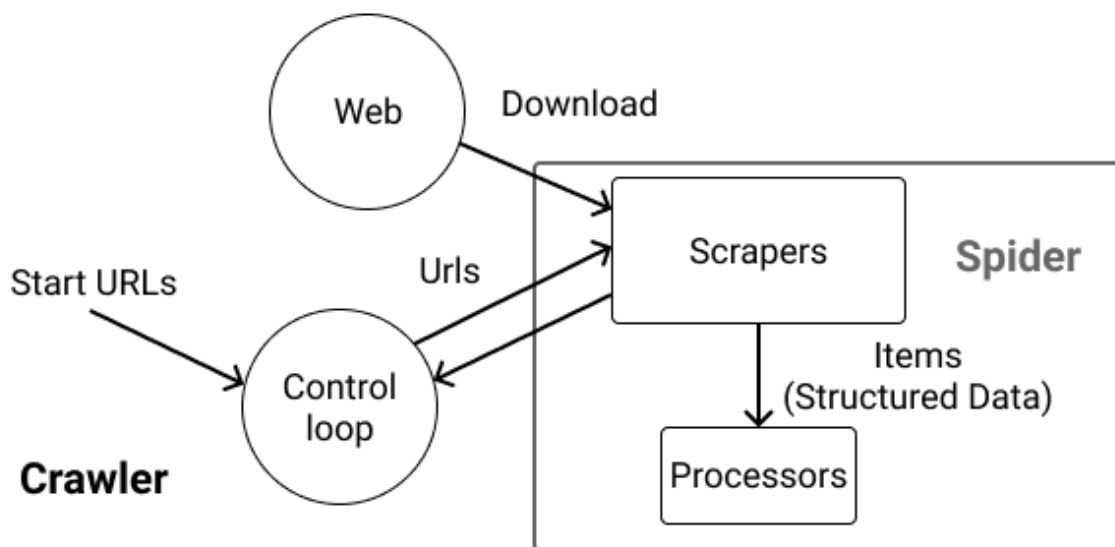 Web
Download
Scrapers
Spider
Urls
Start URLs
Control
loop
Items
(Structured Data)
Crawler
Processors